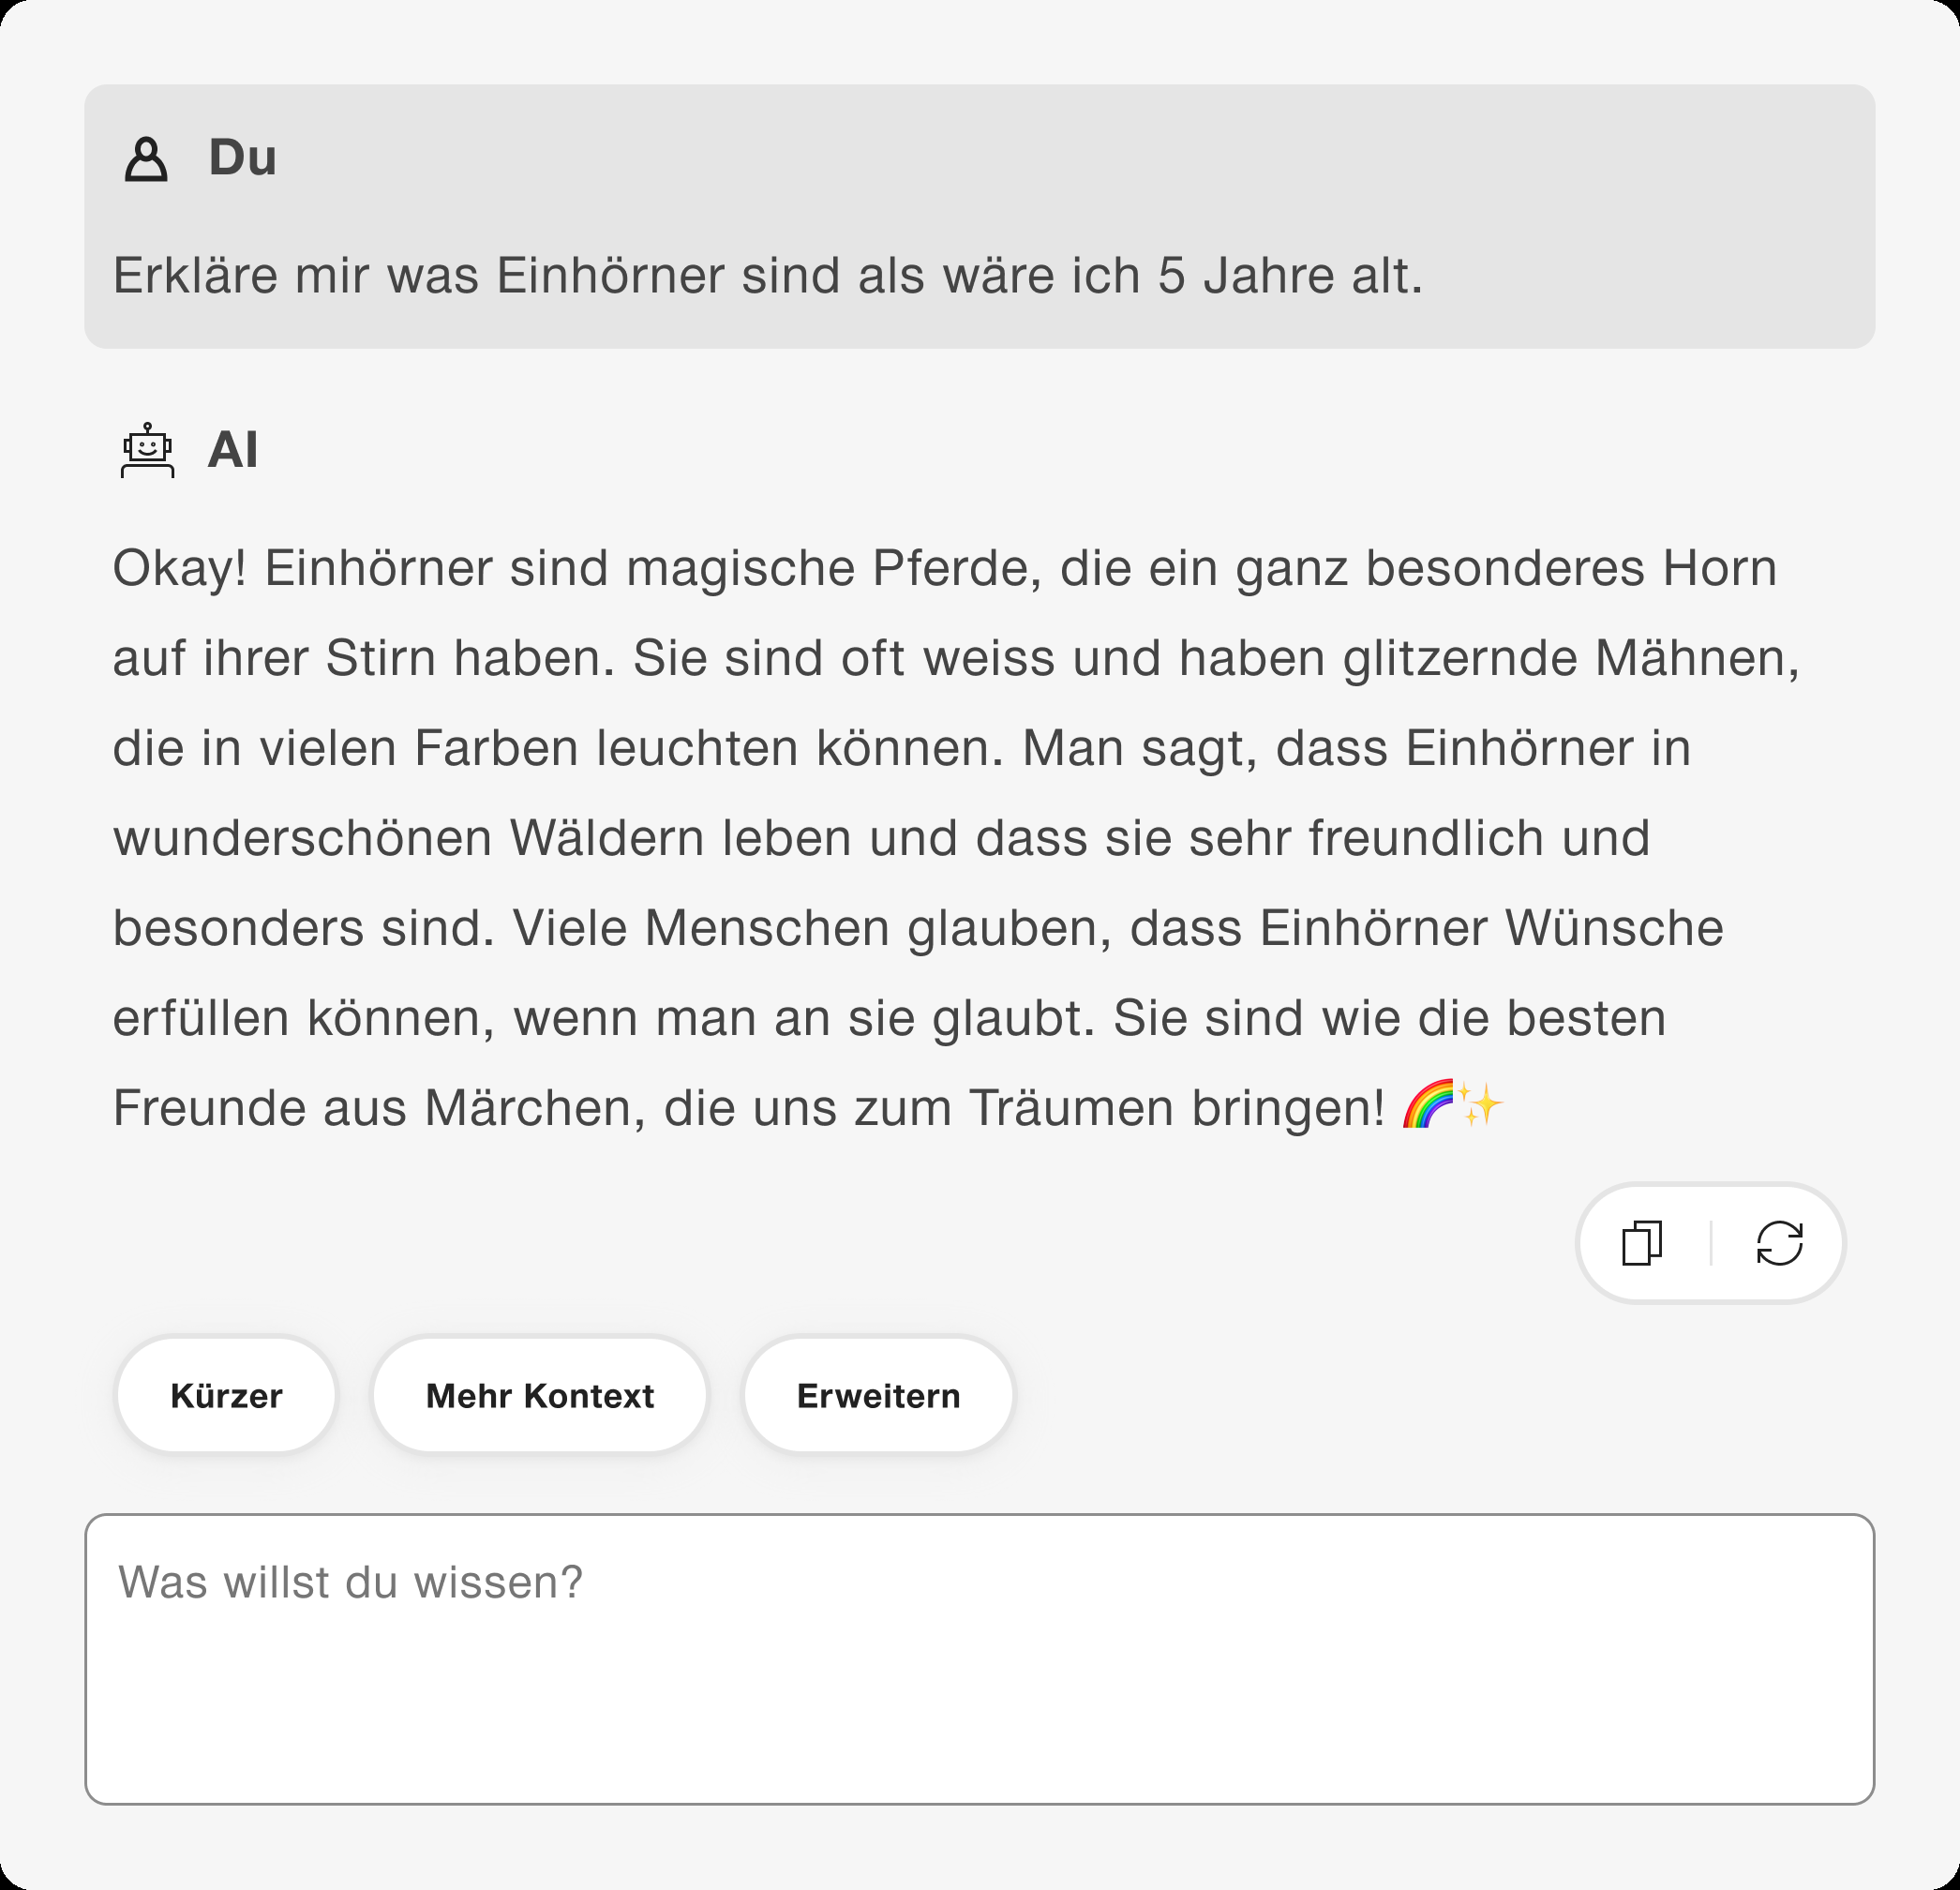 Du
Erkläre mir was Einhörner sind als wäre ich 5 Jahre alt.
AI
Okay! Einhörner sind magische Pferde, die ein ganz besonderes Horn
auf ihrer Stirn haben. Sie sind oft weiss und haben glitzernde Mähnen,
die in vielen Farben leuchten können. Man sagt, dass Einhörner in
wunderschönen Wäldern leben und dass sie sehr freundlich und
besonders sind. Viele Menschen glauben, dass Einhörner Wünsche
erfüllen können, wenn man an sie glaubt. Sie sind wie die besten
Freunde aus Märchen, die uns zum Träumen bringen! 🌈✨
Kürzer
Mehr Kontext
Erweitern
Was willst du wissen?